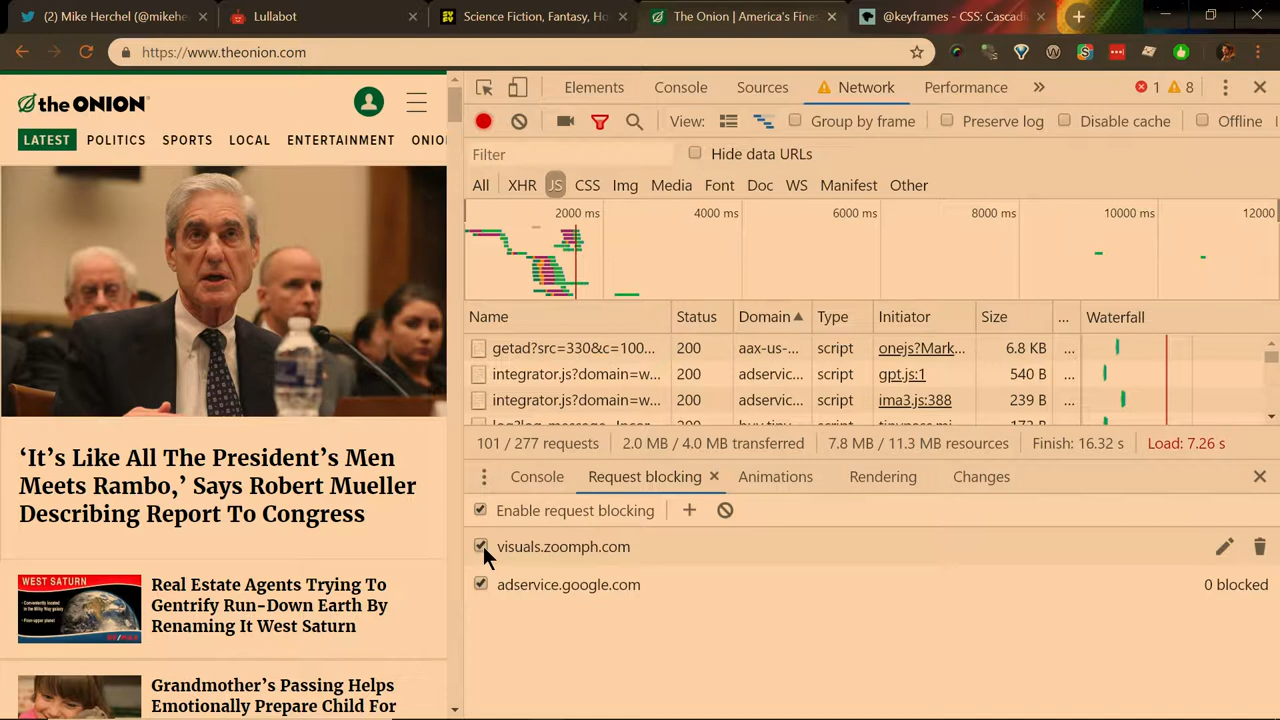 (2) Mike Herchel (@mikehe
Lullabot
Science Fiction, Fantasy, Ho
The Onion | America's Fines
@keyframes - CSS: Cascadi
https://www.theonion.com
the ONION
LATEST POLITICS SPORTS LOCAL ENTERTAINMENT ONIO
‘It’s Like All The President’s Men
Meets Rambo,’ Says Robert Mueller
Describing Report To Congress
WEST SATURN
Real Estate Agents Trying To
Gentrify Run-Down Earth By
Renaming It West Saturn
Grandmother’s Passing Helps
Emotionally Prepare Child For
Elements Console Sources Network Performance » 1 8
View: Group by frame Preserve log Disable cache Offline
Filter Hide data URLs
All XHR JS CSS Img Media Font Doc WS Manifest Other
2000 ms 4000 ms 6000 ms 8000 ms 10000 ms 12000
Name Status Domain Type Initiator Size ... Waterfall
getad?src=330&c=100... 200 aax-us-... script onejs?Mark... 6.8 KB ...
integrator.js?domain=w... 200 adservic... script gpt.js:1 540 B ...
integrator.js?domain=w... 200 adservic... script ima3.js:388 239 B ...
101 / 277 requests 2.0 MB / 4.0 MB transferred 7.8 MB / 11.3 MB resources Finish: 16.32 s Load: 7.26 s
Console Request blocking Animations Rendering Changes
Enable request blocking
visuals.zoomph.com
adservice.google.com 0 blocked